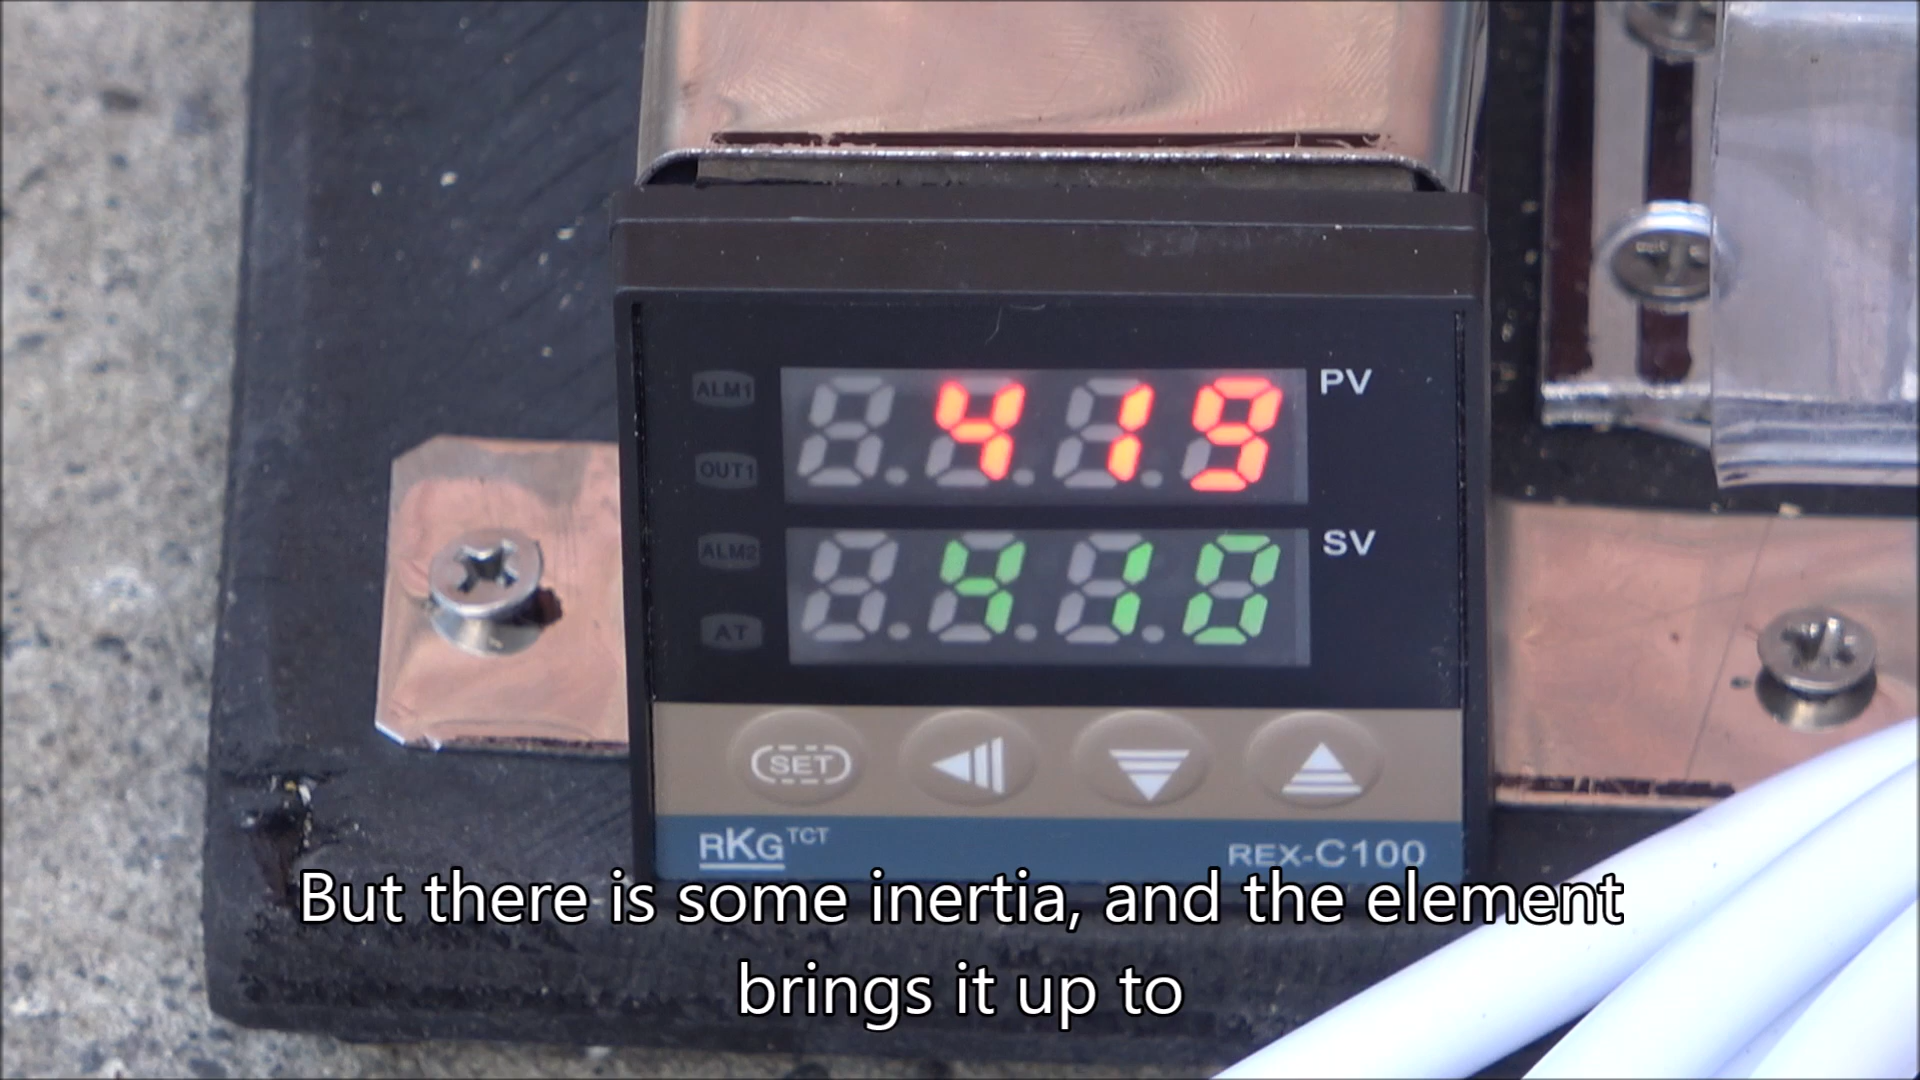 ALM1
419
PV
OUT1
ALM2
410
SV
AT
SET
RKG TCT
REX-C100
But there is some inertia, and the element
brings it up to